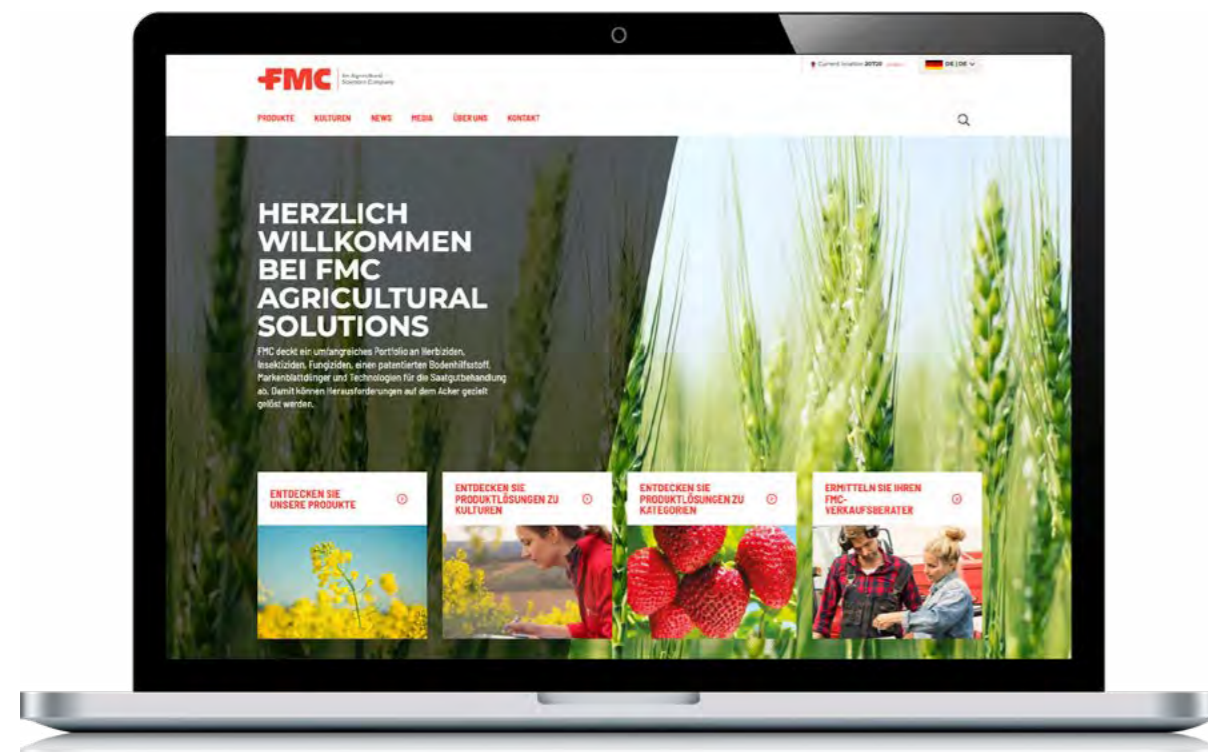 FMC
An Agricultural
Sciences Company
Current location 20720
DE | DE
PRODUKTE KULTUREN NEWS MEDIA ÜBER UNS KONTAKT
HERZLICH
WILLKOMMEN
BEI FMC
AGRICULTURAL
SOLUTIONS
FMC deckt ein umfangreiches Portfolio an Herbiziden,
Insektiziden, Fungiziden, einen patentierten Bodenhilfsstoff,
Markenblattdünger und Technologien für die Saatgutbehandlung
ab. Damit können Herausforderungen auf dem Acker gezielt
gelöst werden.
ENTDECKEN SIE
UNSERE PRODUKTE
ENTDECKEN SIE
PRODUKTLÖSUNGEN ZU
KULTUREN
ENTDECKEN SIE
PRODUKTLÖSUNGEN ZU
KATEGORIEN
ERMITTELN SIE IHREN
FMC-
VERKAUFSBERATER